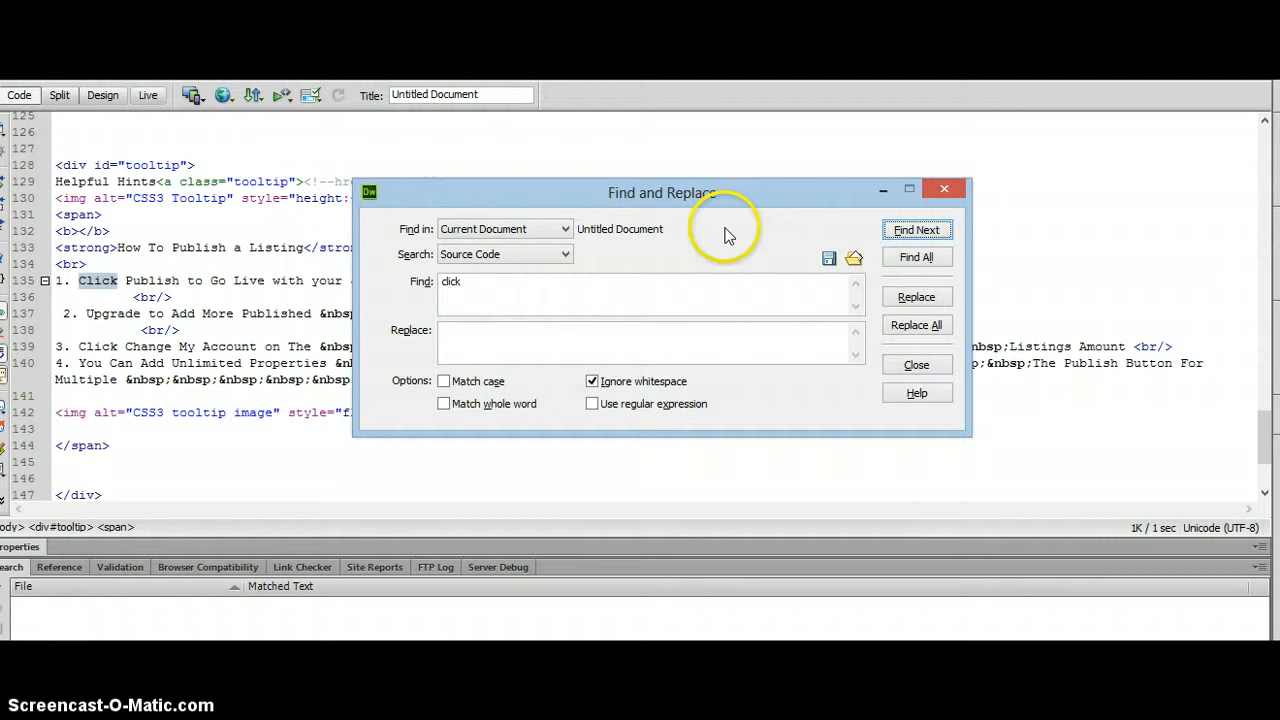 Code Split Design Live Title: Untitled Document
125
126
128 <div id="tooltip">
129 Helpful Hints<a class="tooltip"><!--hr
130 <img alt="CSS3 Tooltip" style="height:
131 <span>
132 <b></b>
133 <strong>How To Publish a Listing</stron
134 <br>
135 1. Click Publish to Go Live with your
136 <br/>
137 2. Upgrade to Add More Published &nbs
138 <br/>
139 3. Click Change My Account on The &nb sp;Listings Amount <br/>
140 4. You Can Add Unlimited Properties & &nbsp;The Publish Button For
Multiple &nbsp;&nbsp;&nbsp;&nbsp;&nbsp
141
142 <img alt="CSS3 tooltip image" style="f
143
144 </span>
145
146
147 </div>
Dw Find and Replace
Find in: Current Document Untitled Document Find Next
Search: Source Code Find All
Find: click
Replace
Replace: Replace All
Close
Options: Match case Ignore whitespace
Match whole word Use regular expression Help
ody> <div#tooltip> <span> 1K / 1 sec Unicode (UTF-8)
roperties
earch Reference Validation Browser Compatibility Link Checker Site Reports FTP Log Server Debug
File Matched Text
Screencast-O-Matic.com